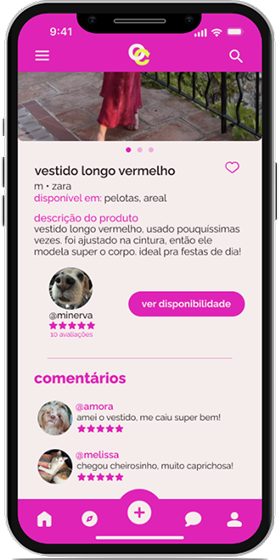 9:41
OC
vestido longo vermelho
m • zara
disponível em: pelotas, areal
descrição do produto
vestido longo vermelho, usado pouquíssimas
vezes. foi ajustado na cintura, então ele
modela super o corpo. ideal pra festas de dia!
@minerva
10 avaliações
ver disponibilidade
comentários
@amora
amei o vestido, me caiu super bem!
@melissa
chegou cheirosinho, muito caprichosa!